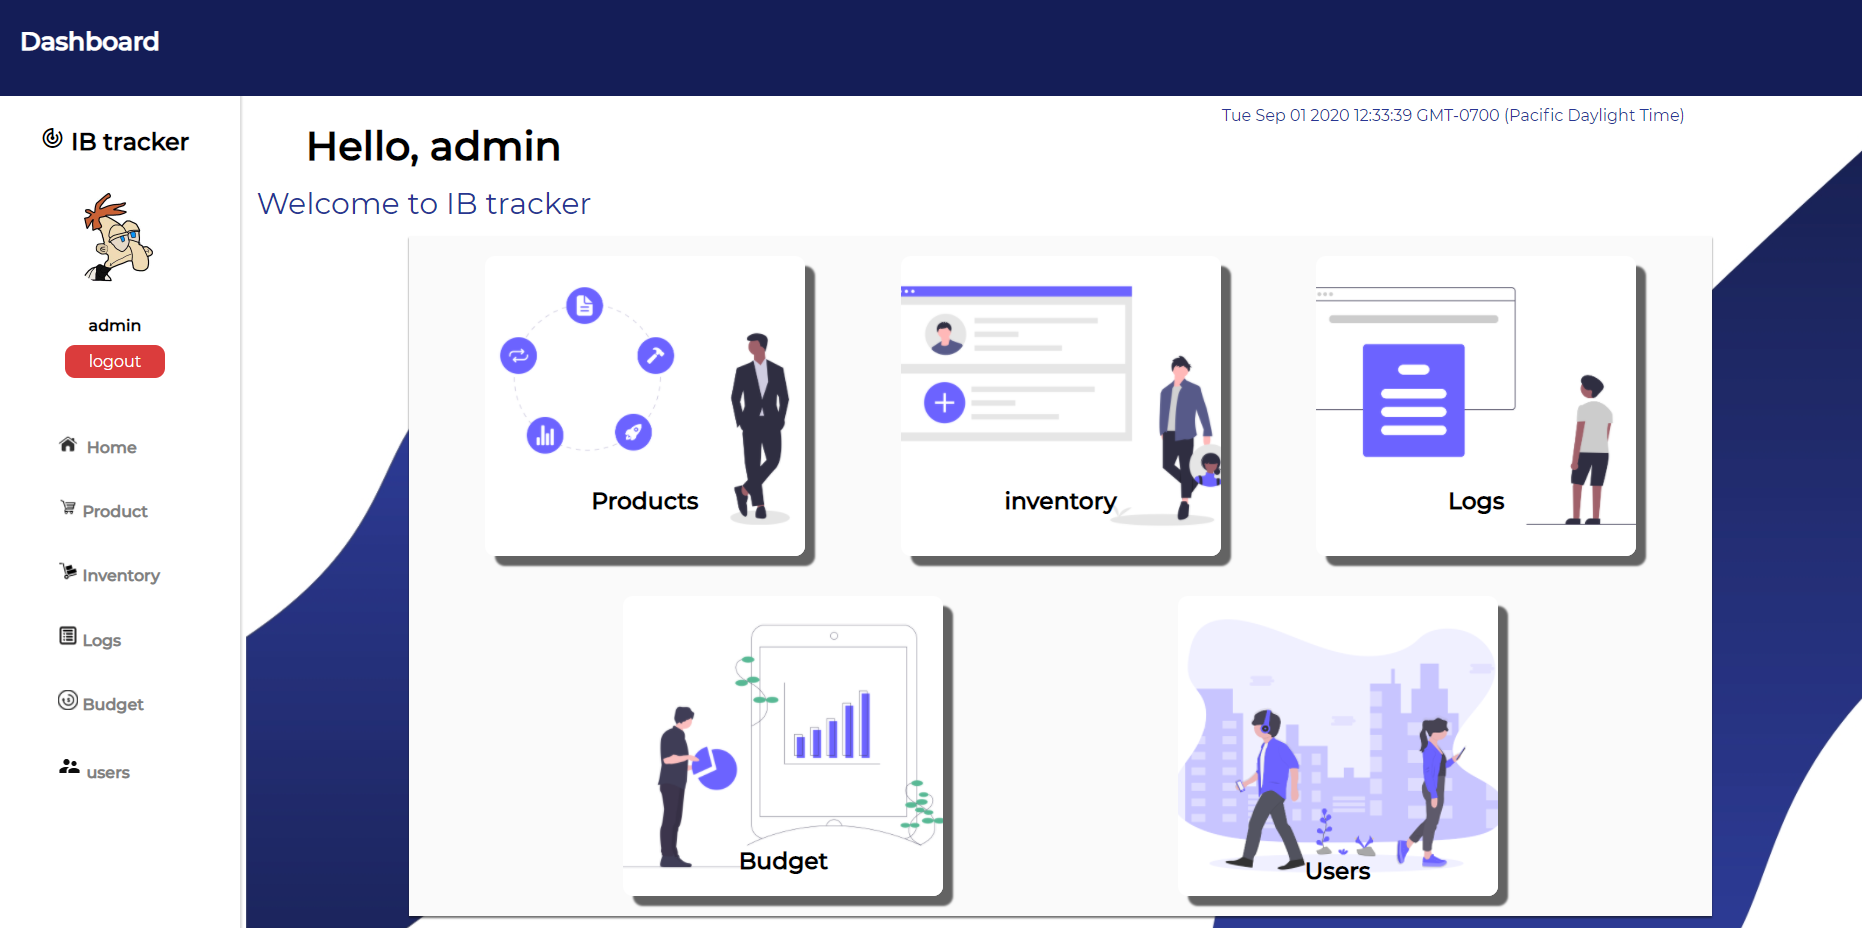 Dashboard
IB tracker
admin
logout
Home
Product
Inventory
Logs
Budget
users
Tue Sep 01 2020 12:33:39 GMT-0700 (Pacific Daylight Time)
Hello, admin
Welcome to IB tracker
Products
inventory
Logs
Budget
Users